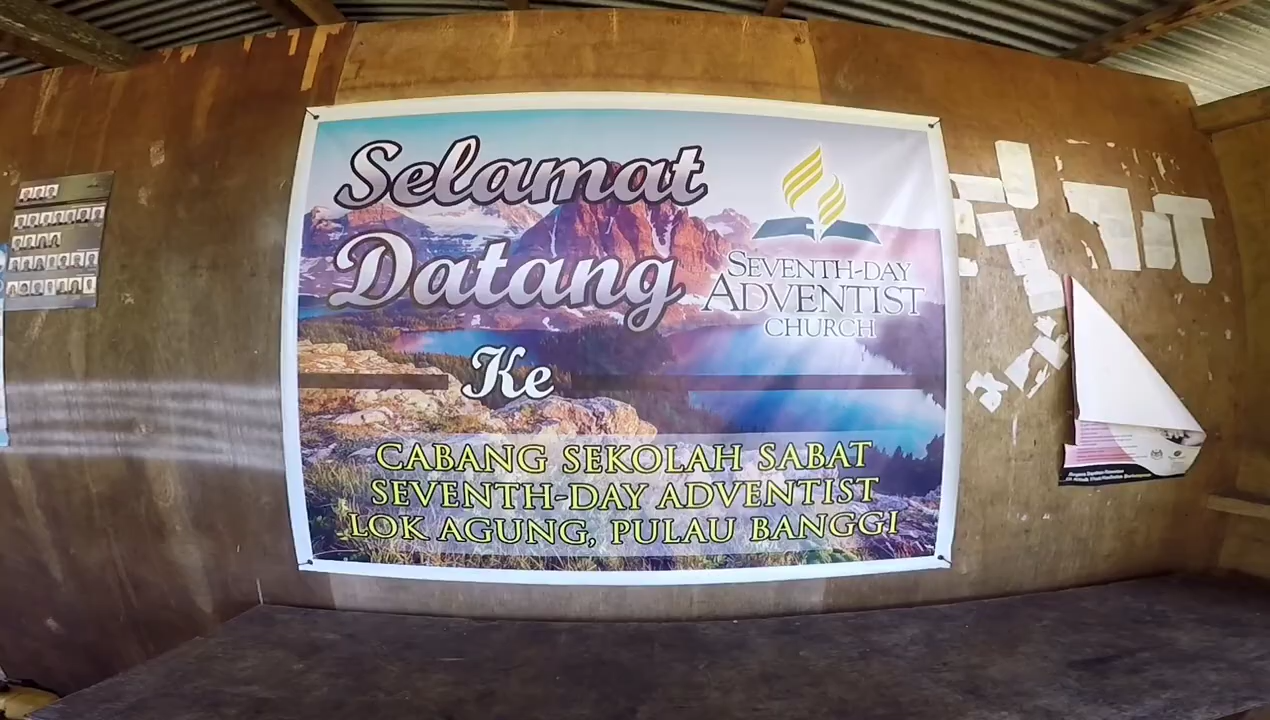 Selamat
Datang
Ke
SEVENTH-DAY
ADVENTIST
CHURCH
CABANG SEKOLAH SABAT
SEVENTH-DAY ADVENTIST
LOK AGUNG, PULAU BANGGI